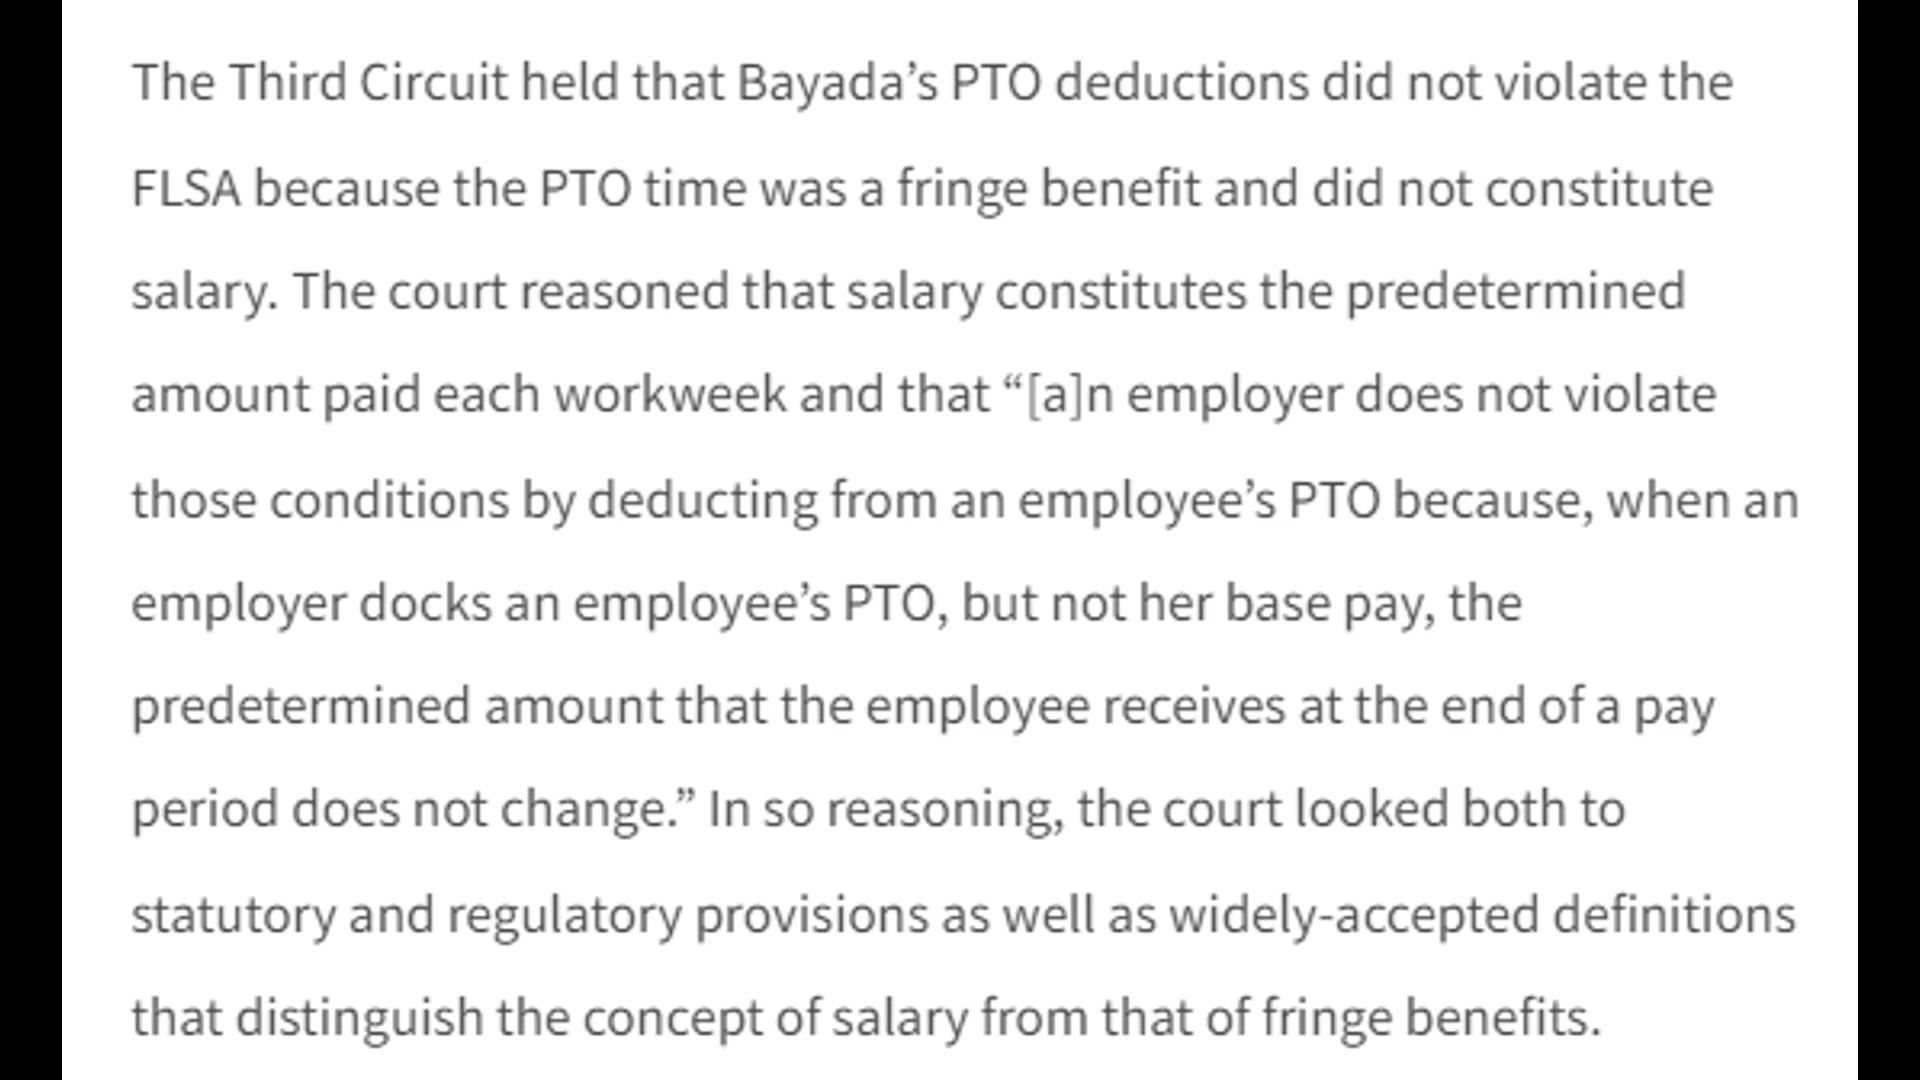 The Third Circuit held that Bayada’s PTO deductions did not violate the
FLSA because the PTO time was a fringe benefit and did not constitute
salary. The court reasoned that salary constitutes the predetermined
amount paid each workweek and that “[a]n employer does not violate
those conditions by deducting from an employee’s PTO because, when an
employer docks an employee’s PTO, but not her base pay, the
predetermined amount that the employee receives at the end of a pay
period does not change.” In so reasoning, the court looked both to
statutory and regulatory provisions as well as widely-accepted definitions
that distinguish the concept of salary from that of fringe benefits.